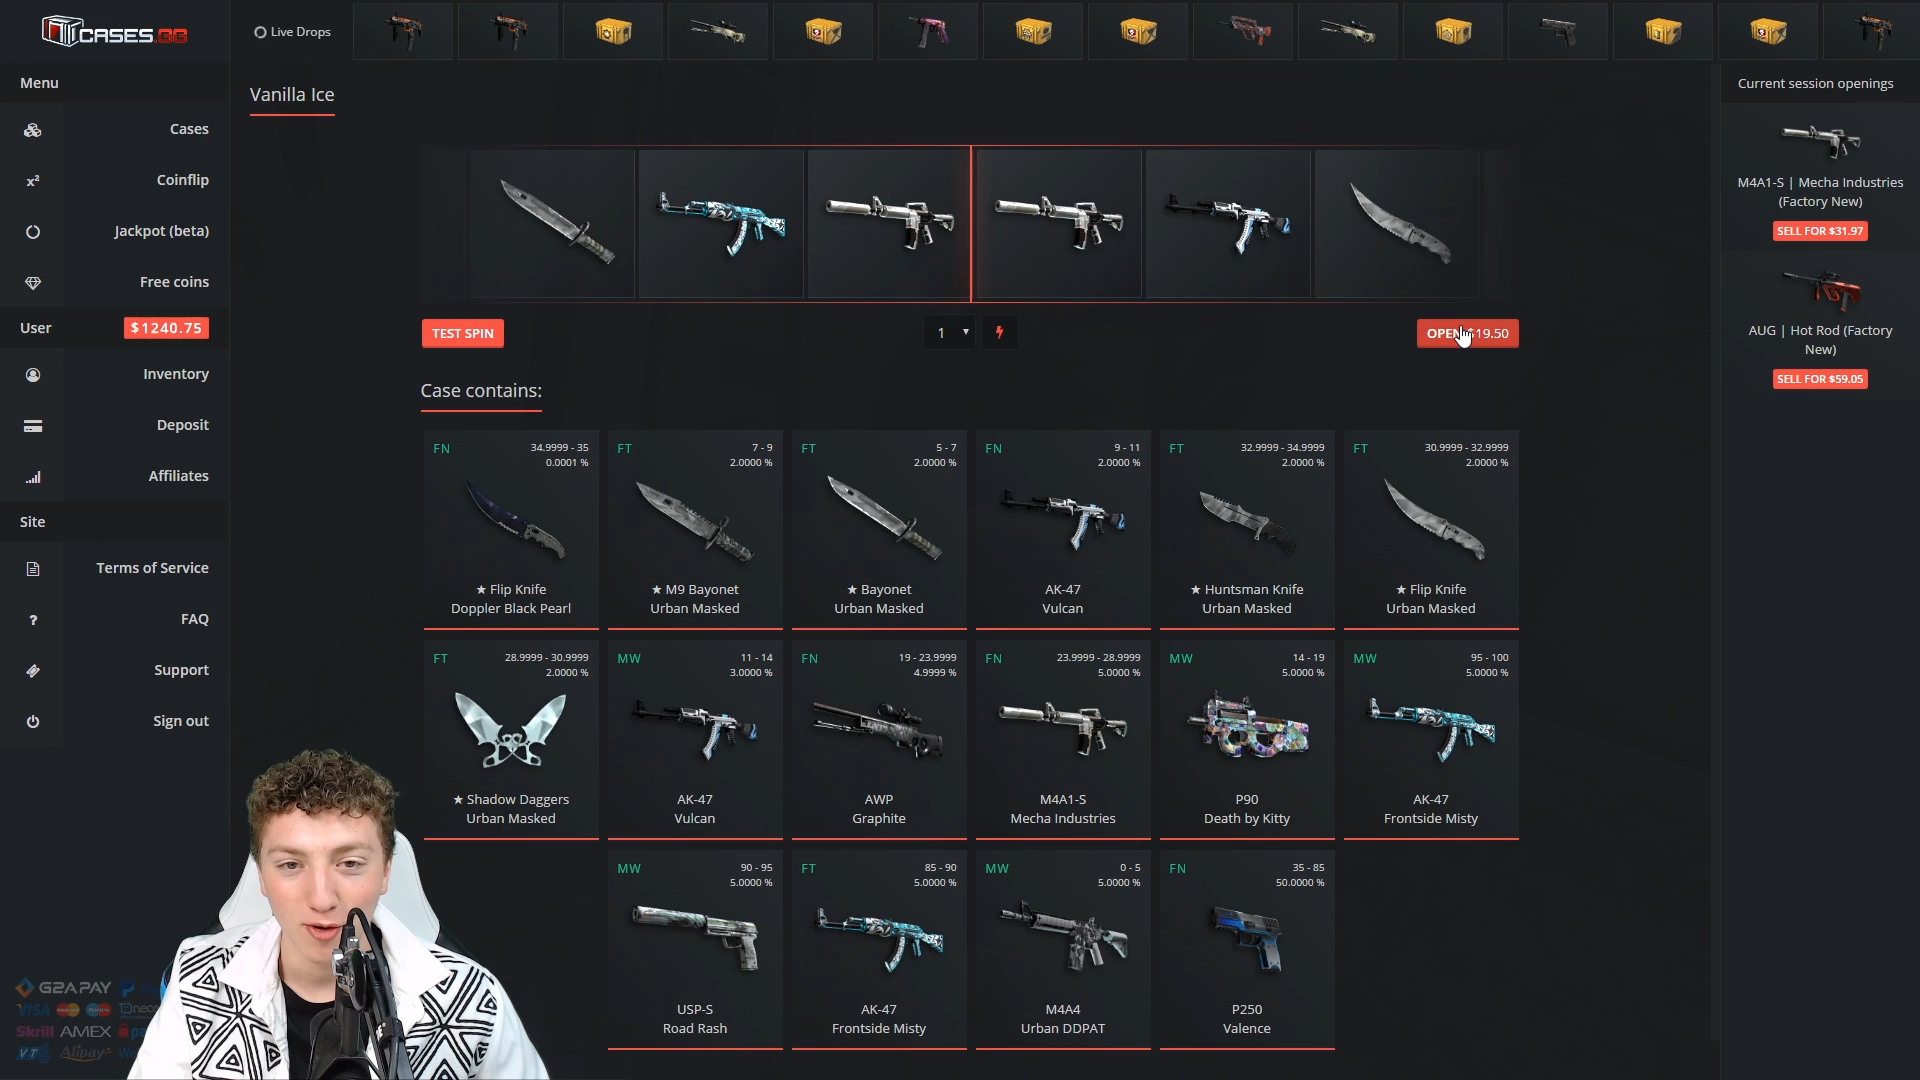 CASES.GG
Live Drops
Menu
Cases
x²
Coinflip
Jackpot (beta)
Free coins
User
$1240.75
Inventory
Deposit
Affiliates
Site
Terms of Service
?
FAQ
Support
Sign out
G2APAY
VISA
neo
Skrill AMEX
VT
Alipay
Vanilla Ice
TEST SPIN
1
OPEN $19.50
Case contains:
FN
34.9999 - 35
0.0001 %
★ Flip Knife
Doppler Black Pearl
FT
7 - 9
2.0000 %
★ M9 Bayonet
Urban Masked
FT
5 - 7
2.0000 %
★ Bayonet
Urban Masked
FN
9 - 11
2.0000 %
AK-47
Vulcan
FT
32.9999 - 34.9999
2.0000 %
★ Huntsman Knife
Urban Masked
FT
30.9999 - 32.9999
2.0000 %
★ Flip Knife
Urban Masked
FT
28.9999 - 30.9999
2.0000 %
★ Shadow Daggers
Urban Masked
MW
11 - 14
3.0000 %
AK-47
Vulcan
FN
19 - 23.9999
4.9999 %
AWP
Graphite
FN
23.9999 - 28.9999
5.0000 %
M4A1-S
Mecha Industries
MW
14 - 19
5.0000 %
P90
Death by Kitty
MW
95 - 100
5.0000 %
AK-47
Frontside Misty
MW
90 - 95
5.0000 %
USP-S
Road Rash
FT
85 - 90
5.0000 %
AK-47
Frontside Misty
MW
0 - 5
5.0000 %
M4A4
Urban DDPAT
FN
35 - 85
50.0000 %
P250
Valence
Current session openings
M4A1-S | Mecha Industries
(Factory New)
SELL FOR $31.97
AUG | Hot Rod (Factory
New)
SELL FOR $59.05